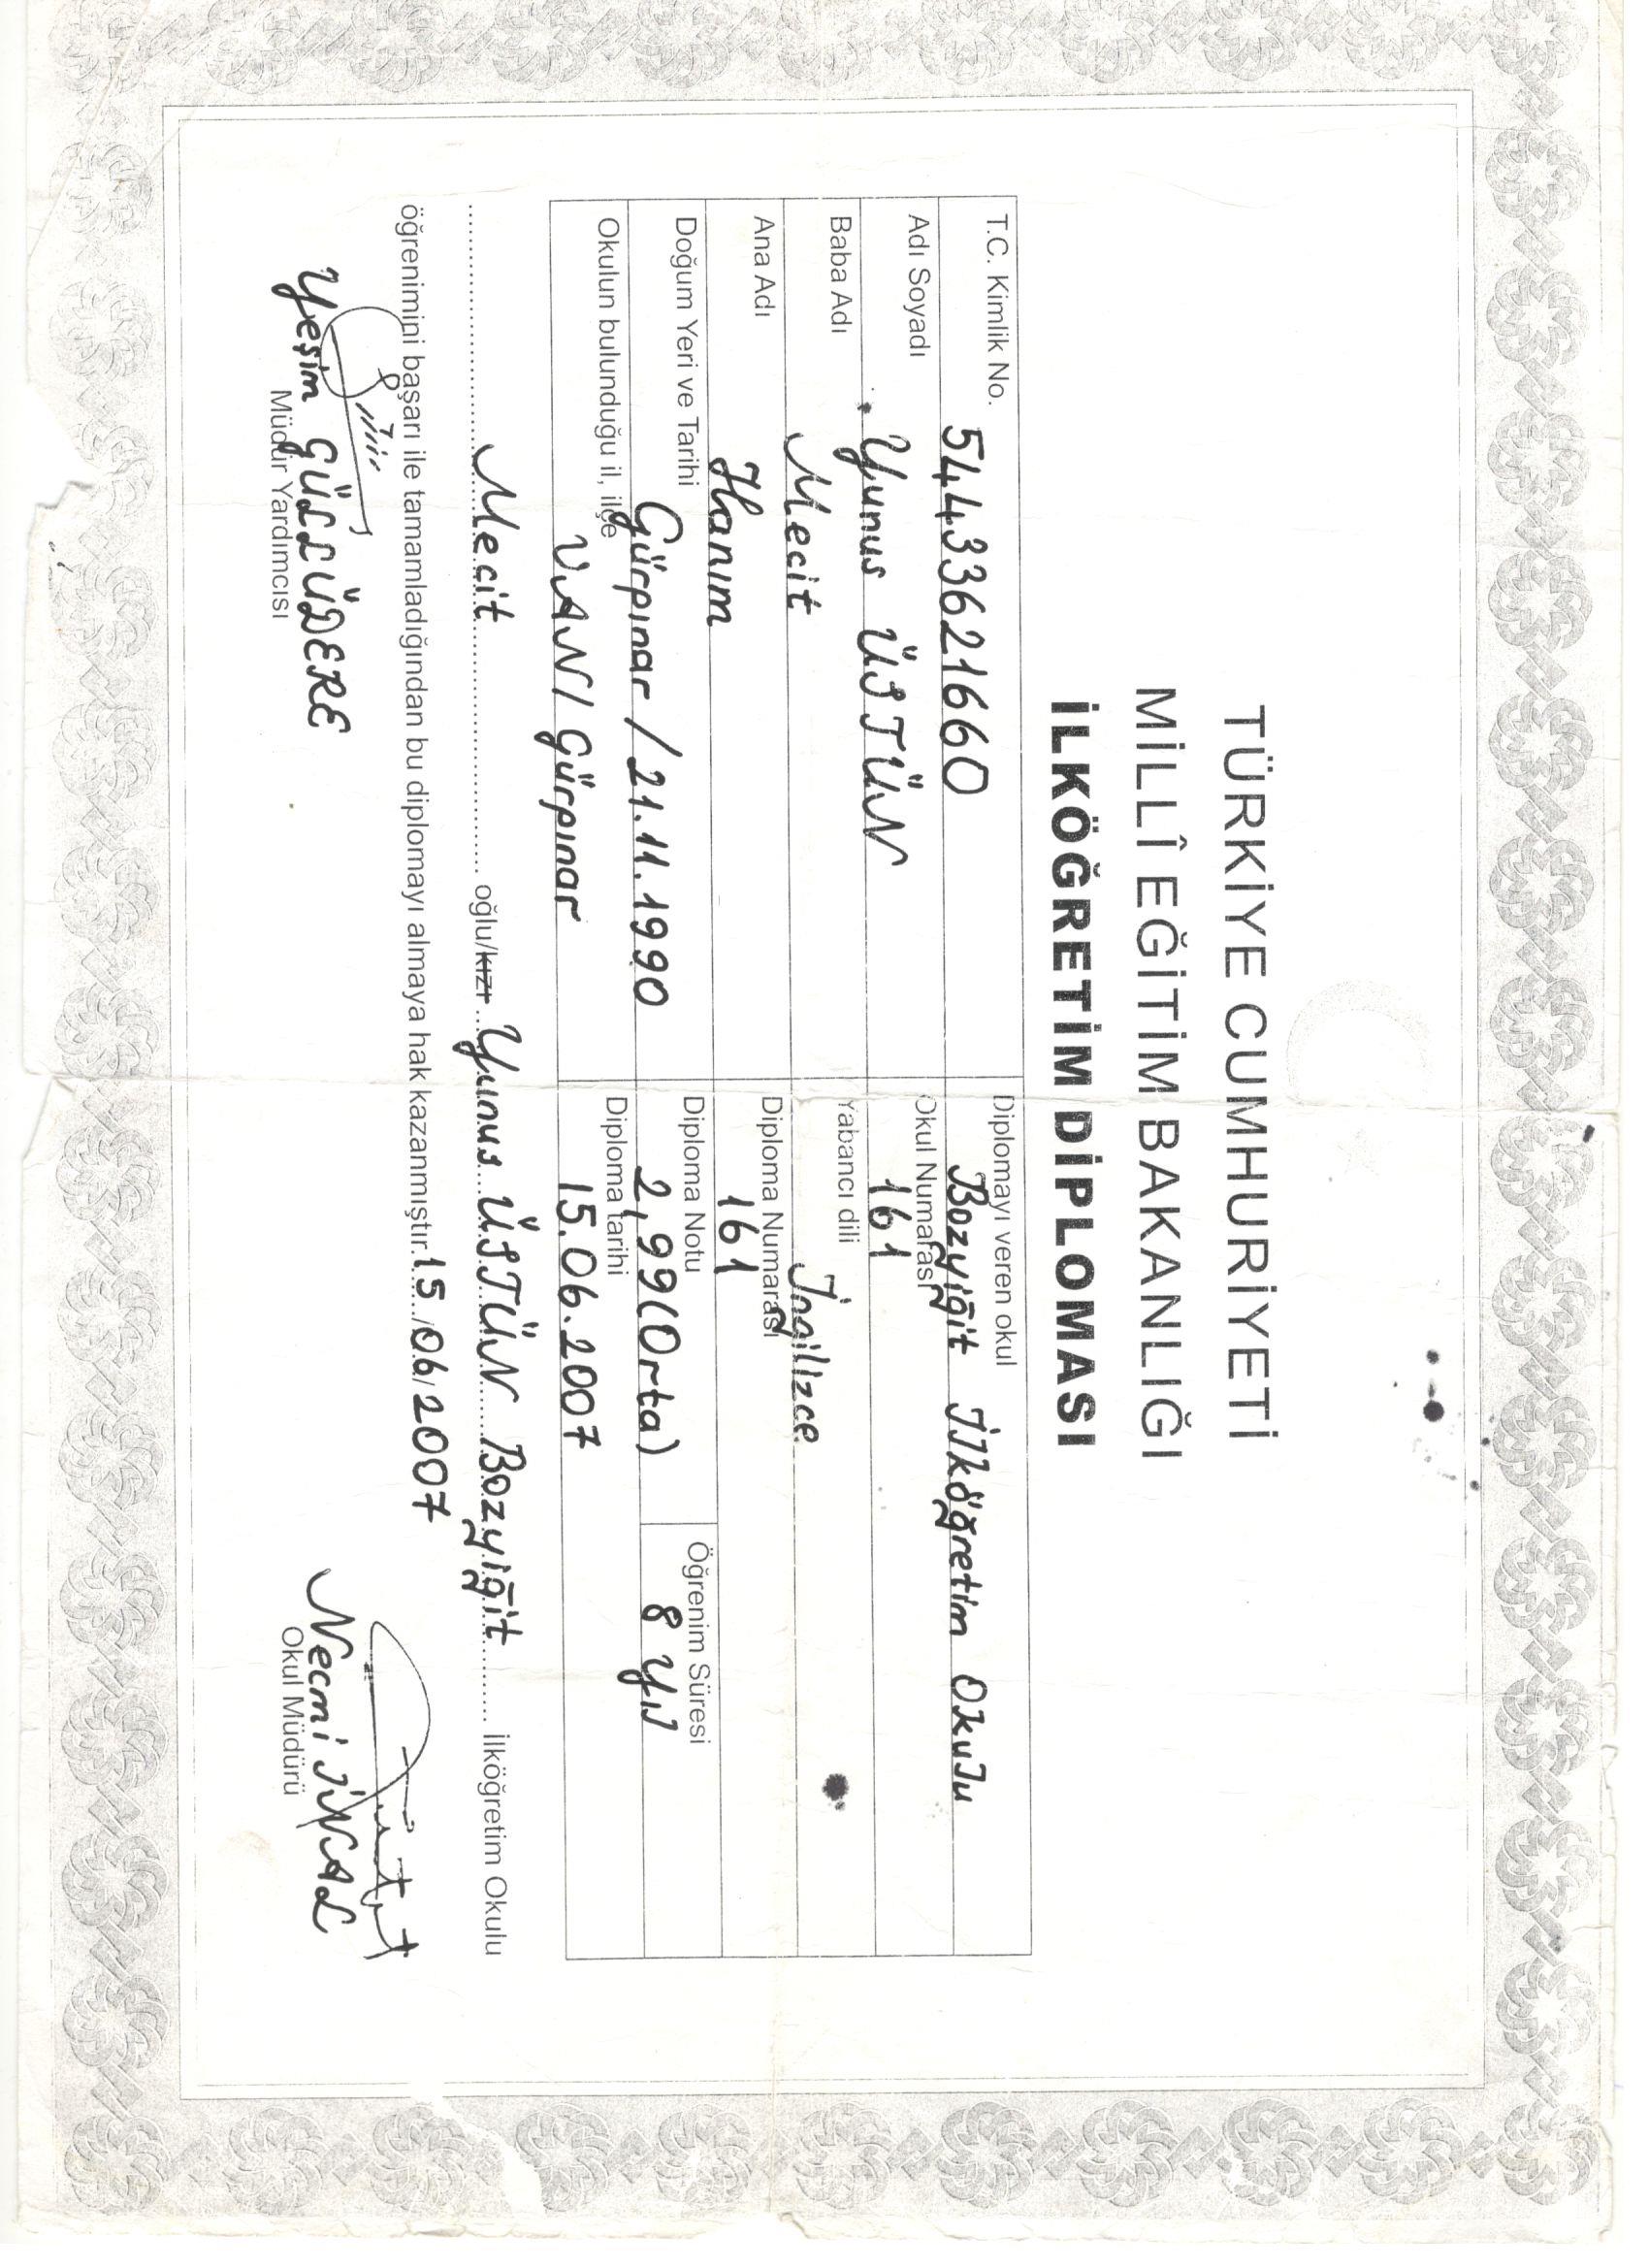 TÜRKİYE CUMHURİYETİ
MİLLÎ EĞİTİM BAKANLIĞI
İLKÖĞRETİM DİPLOMASI
T.C. Kimlik No. 54433621660
Diplomayı veren okul Bozyiğit İlköğretim Okulu
Adı Soyadı Yunus ÜSTÜN
Okul Numarası 161
Baba Adı Mecit
Yabancı dili İngilizce
Ana Adı Hanım
Diploma Numarası 161
Doğum Yeri ve Tarihi Gürpınar / 21.11.1990
Diploma Notu 2,99 (Orta)
Öğrenim Süresi 8 yıl
Okulun bulunduğu il, ilçe VAN / Gürpınar
Diploma tarihi 15.06.2007
Mecit oğlu/kızı Yunus ÜSTÜN Bozyiğit İlköğretim Okulu
öğrenimini başarı ile tamamladığından bu diplomayı almaya hak kazanmıştır. 15/06/2007
Yeşim GÜLLÜDERE
Müdür Yardımcısı
Necmi İNAL
Okul Müdürü